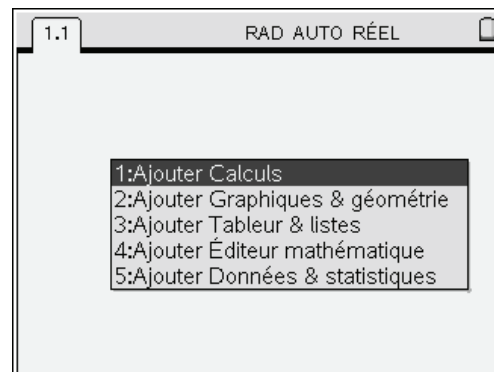 1.1
RAD AUTO RÉEL
1:Ajouter Calculs
2:Ajouter Graphiques & géométrie
3:Ajouter Tableur & listes
4:Ajouter Éditeur mathématique
5:Ajouter Données & statistiques